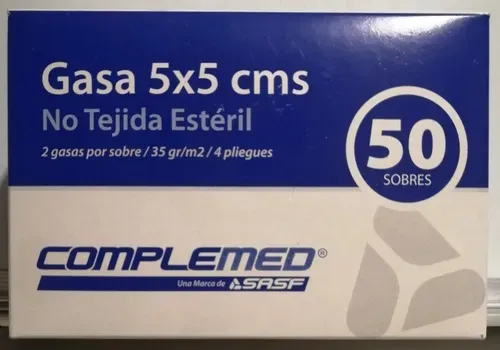 Gasa 5x5 cms
No Tejida Estéril
2 gasas por sobre / 35 gr/m2 / 4 pliegues
50
SOBRES
COMPLEMED®
Una Marca de SASF